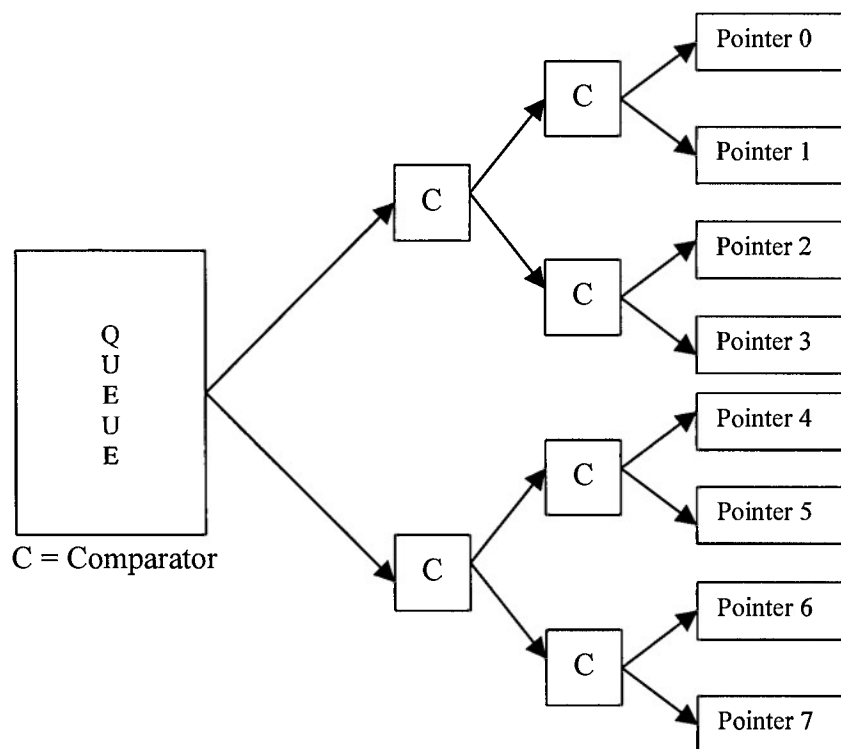 Pointer 0
C
Pointer 1
C
Pointer 2
C
Pointer 3
Q
U
E
U
E
C = Comparator
Pointer 4
C
Pointer 5
C
Pointer 6
C
Pointer 7